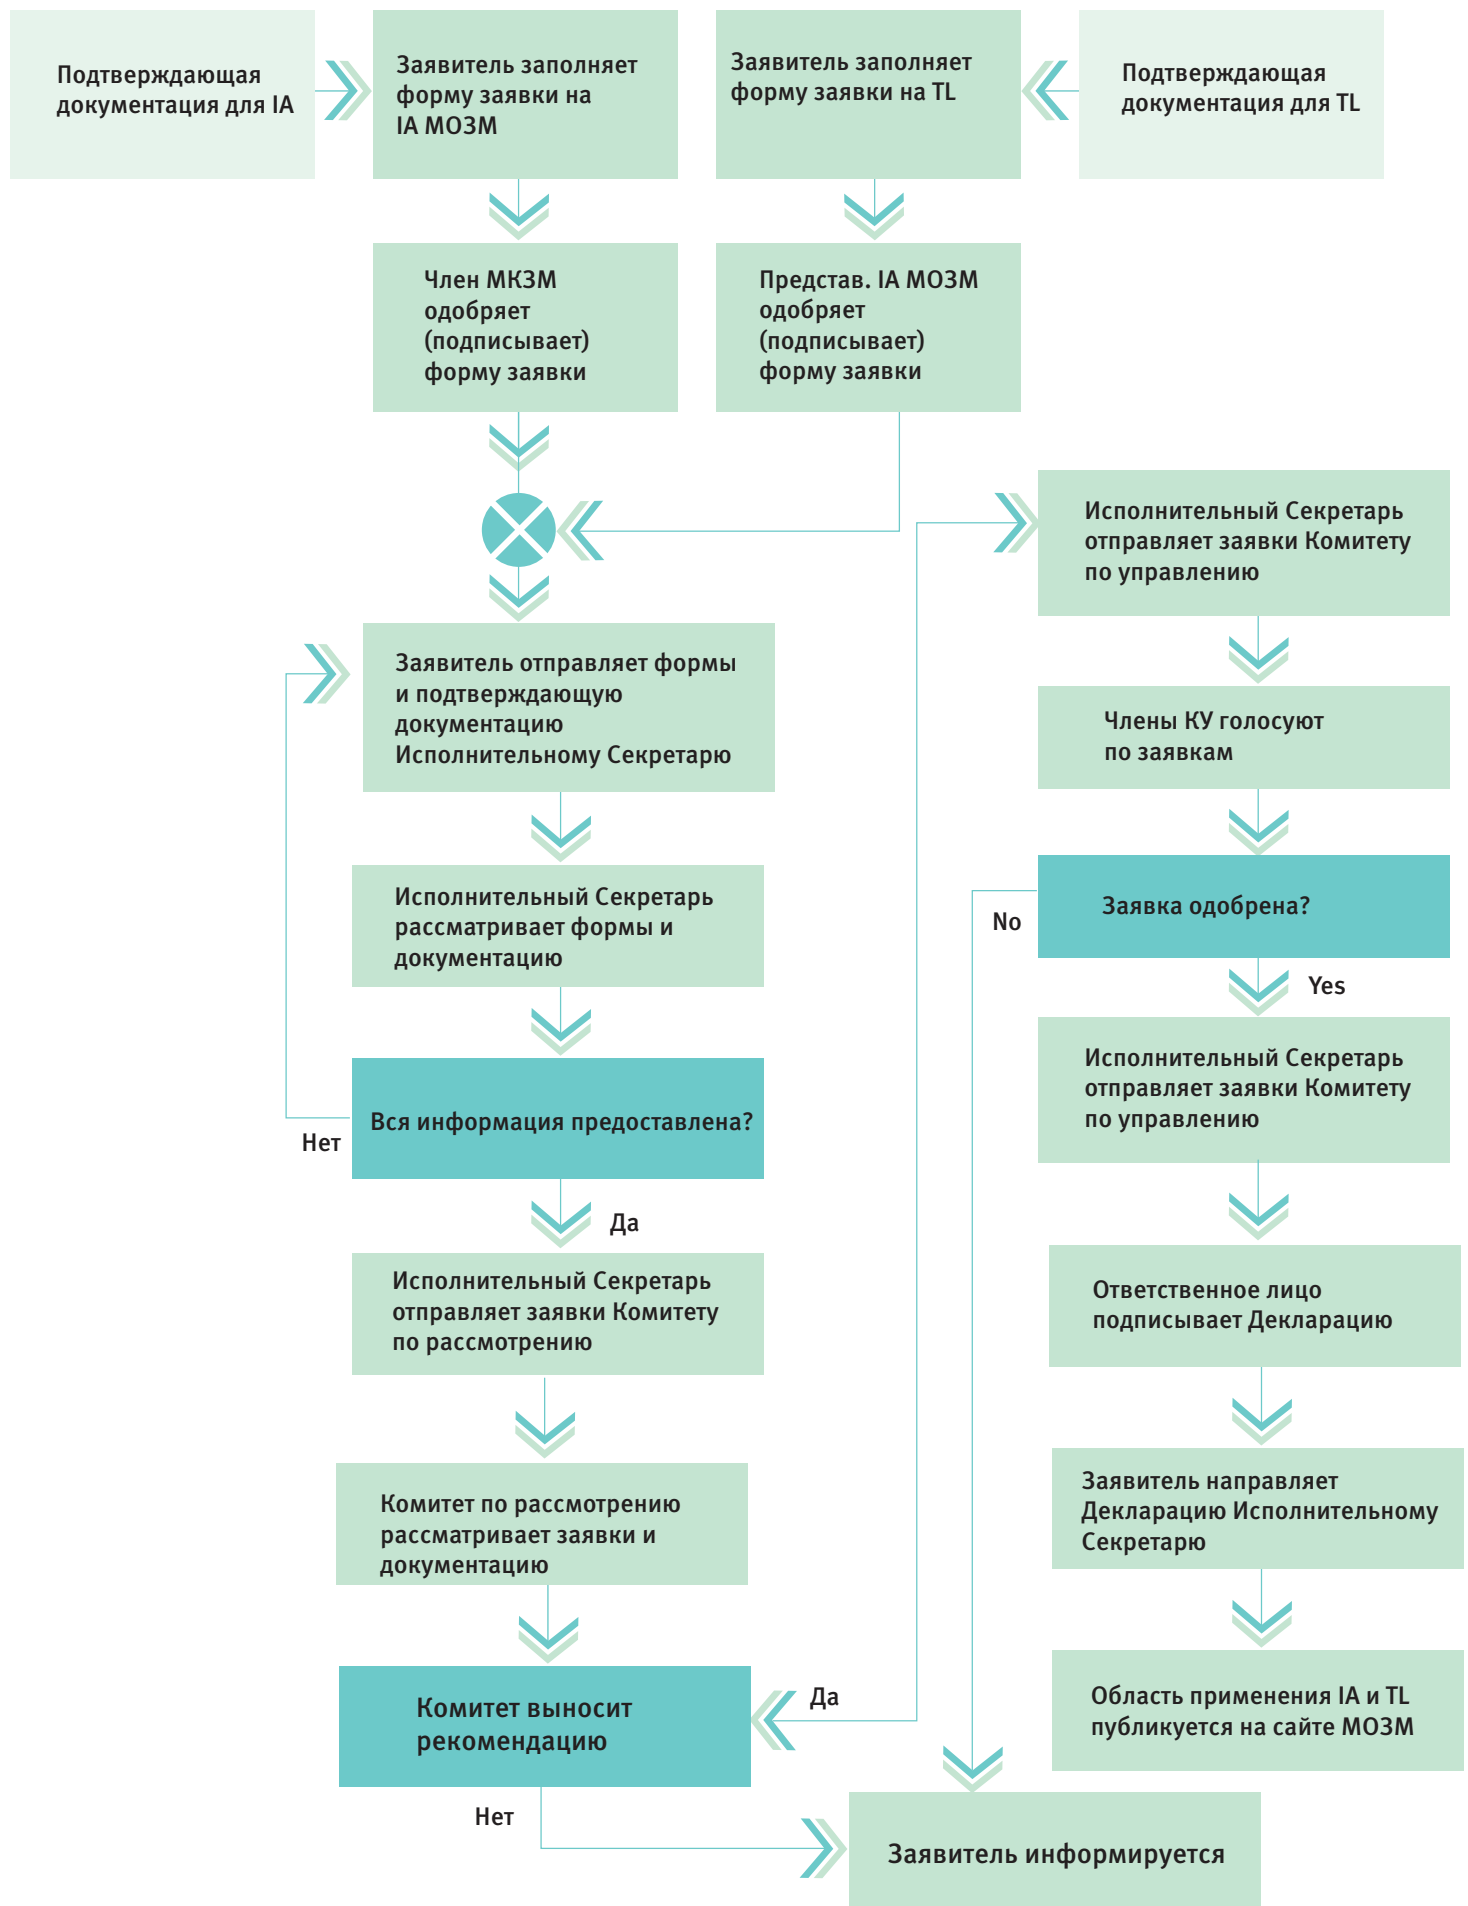 Подтверждающая
документация для IA
Заявитель заполняет
форму заявки на
IA МОЗМ
Заявитель заполняет
форму заявки на TL
Подтверждающая
документация для TL
Член МКЗМ
одобряет
(подписывает)
форму заявки
Представ. IA МОЗМ
одобряет
(подписывает)
форму заявки
Заявитель отправляет формы
и подтверждающую
документацию
Исполнительному Секретарю
Исполнительный Секретарь
рассматривает формы и
документацию
Вся информация предоставлена?
Нет
Да
Исполнительный Секретарь
отправляет заявки Комитету
по рассмотрению
Комитет по рассмотрению
рассматривает заявки и
документацию
Комитет выносит
рекомендацию
Да
Нет
Исполнительный Секретарь
отправляет заявки Комитету
по управлению
Члены КУ голосуют
по заявкам
Заявка одобрена?
No
Yes
Исполнительный Секретарь
отправляет заявки Комитету
по управлению
Ответственное лицо
подписывает Декларацию
Заявитель направляет
Декларацию Исполнительному
Секретарю
Область применения IA и TL
публикуется на сайте МОЗМ
Заявитель информируется